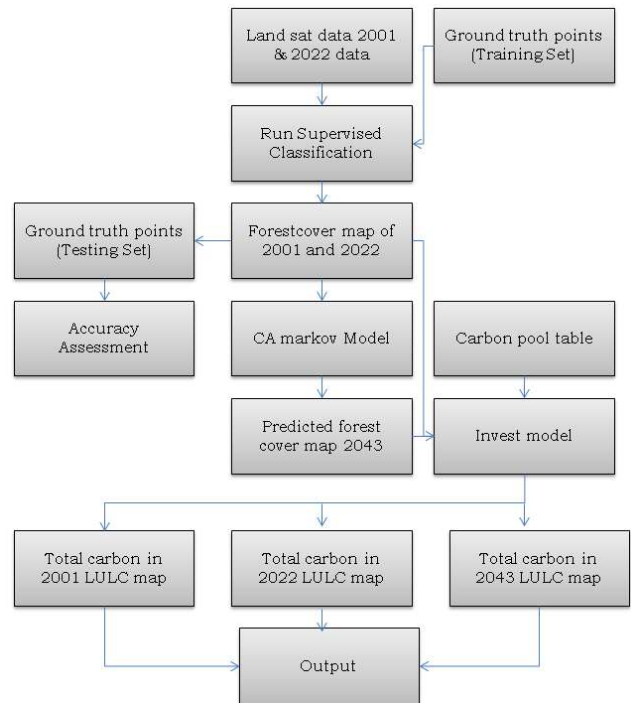 Land sat data 2001
& 2022 data
Ground truth points
(Training Set)
Run Supervised
Classification
Ground truth points
(Testing Set)
Forestcover map of
2001 and 2022
Accuracy
Assessment
CA markov Model
Carbon pool table
Predicted forest
cover map 2043
Invest model
Total carbon in
2001 LULC map
Total carbon in
2022 LULC map
Total carbon in
2043 LULC map
Output